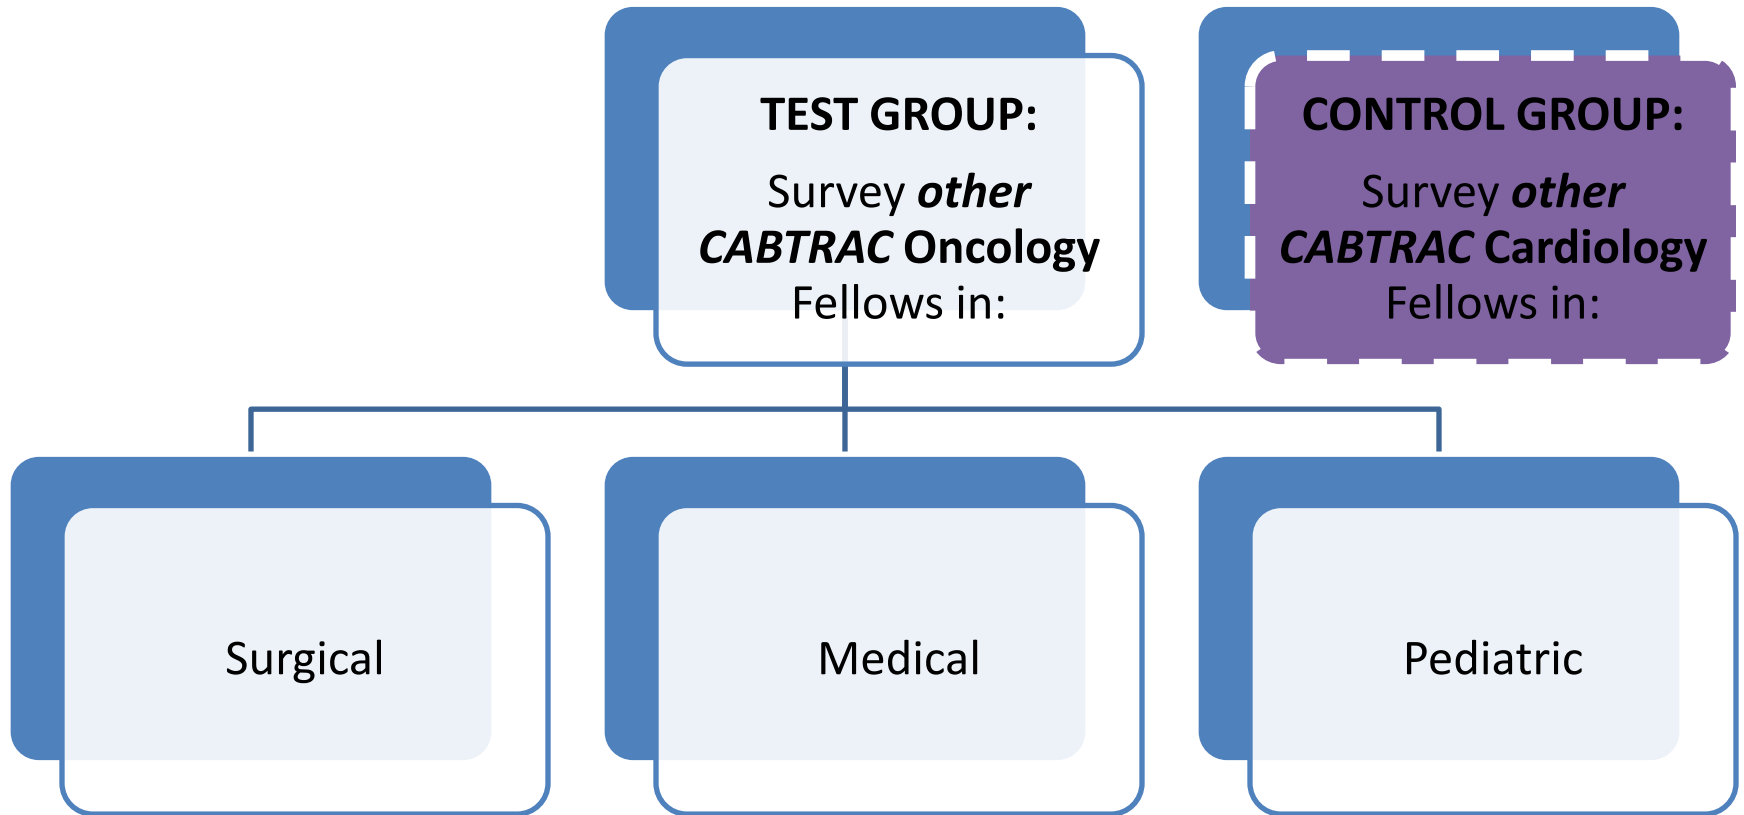 TEST GROUP:
Survey other
CABTRAC Oncology
Fellows in:
CONTROL GROUP:
Survey other
CABTRAC Cardiology
Fellows in:
Surgical
Medical
Pediatric